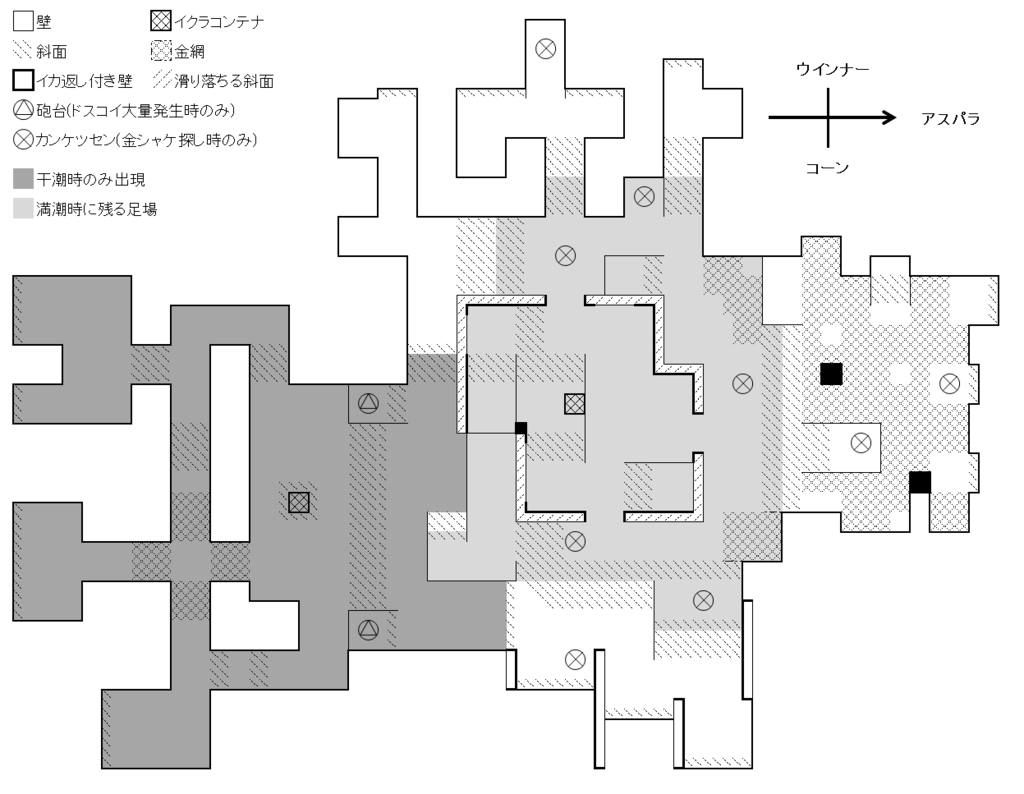 壁
イクラコンテナ
斜面
金網
イカ返し付き壁
滑り落ちる斜面
砲台(ドスコイ大量発生時のみ)
カンケツセン(金シャケ探し時のみ)
干潮時のみ出現
満潮時に残る足場
ウインナー
アスパラ
コーン